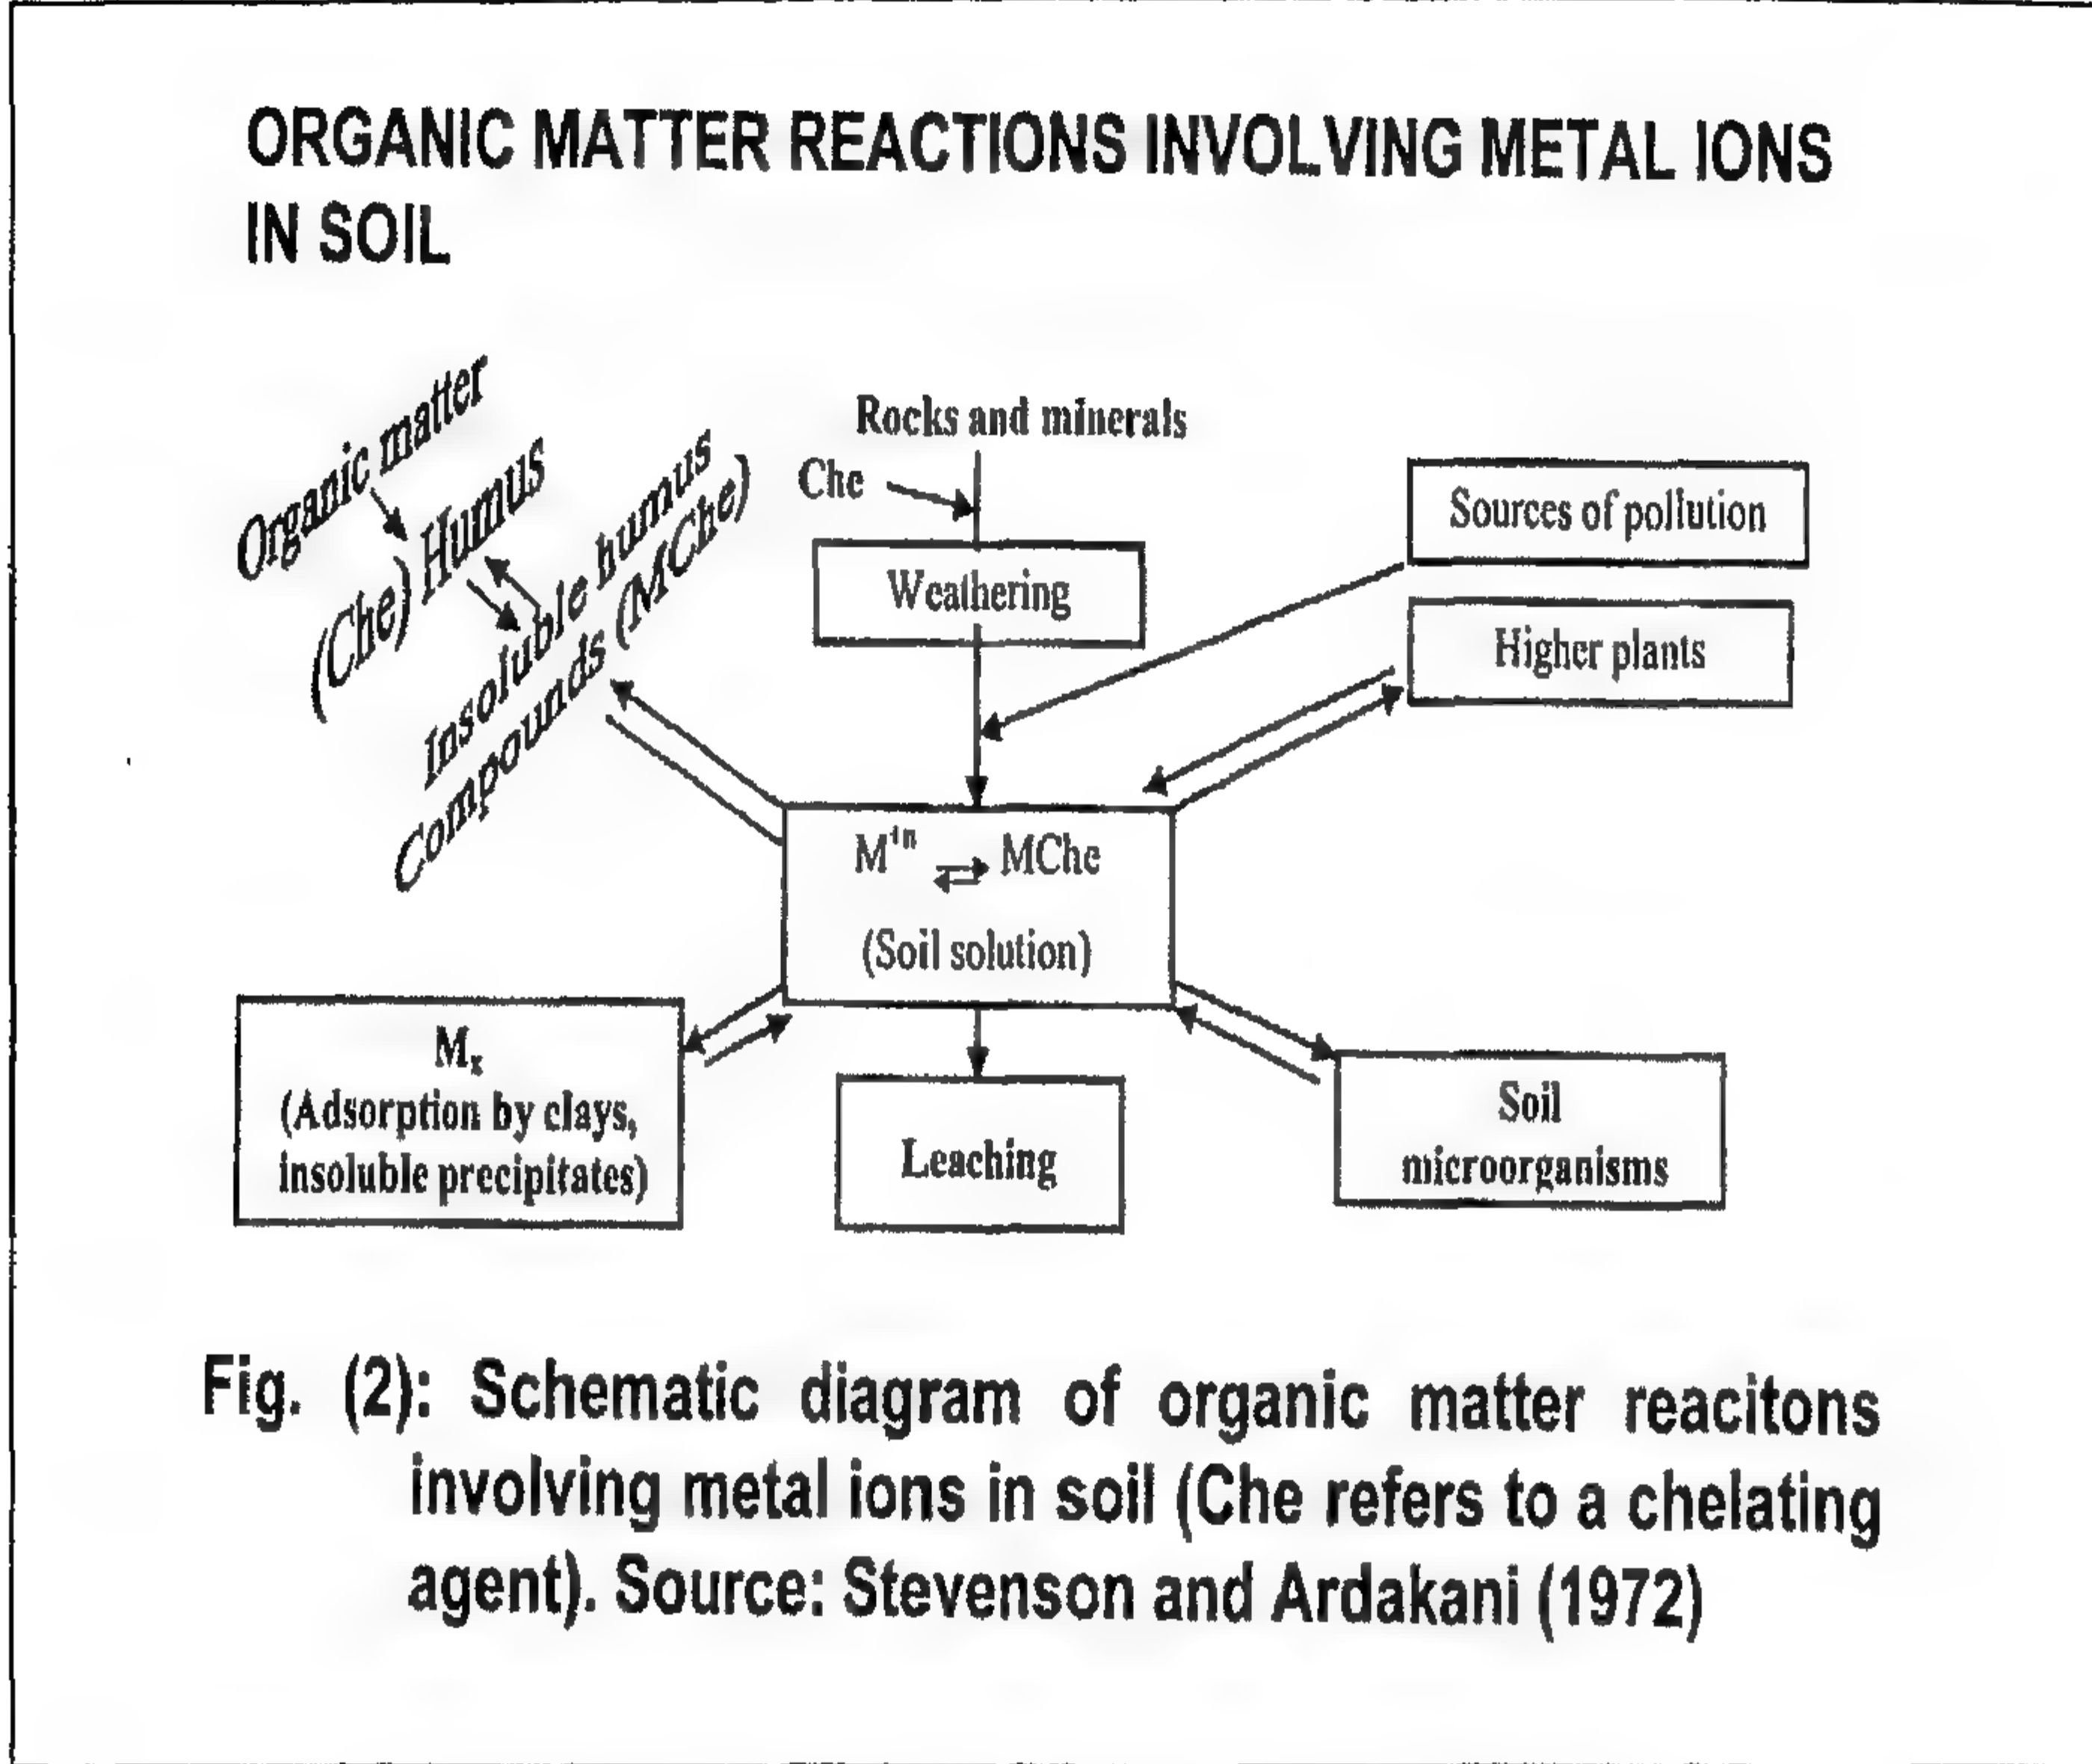 ORGANIC MATTER REACTIONS INVOLVING METAL IONS
IN SOIL
Organic matter
(Che) Humus
Insoluble humus
Compounds (MChe)
Rocks and minerals
Che
Weathering
Sources of pollution
Higher plants
M⁺ⁿ ⇌ MChe
(Soil solution)
Mx
(Adsorption by clays,
insoluble precipitates)
Leaching
Soil
microorganisms
Fig. (2): Schematic diagram of organic matter reacitons
involving metal ions in soil (Che refers to a chelating
agent). Source: Stevenson and Ardakani (1972)